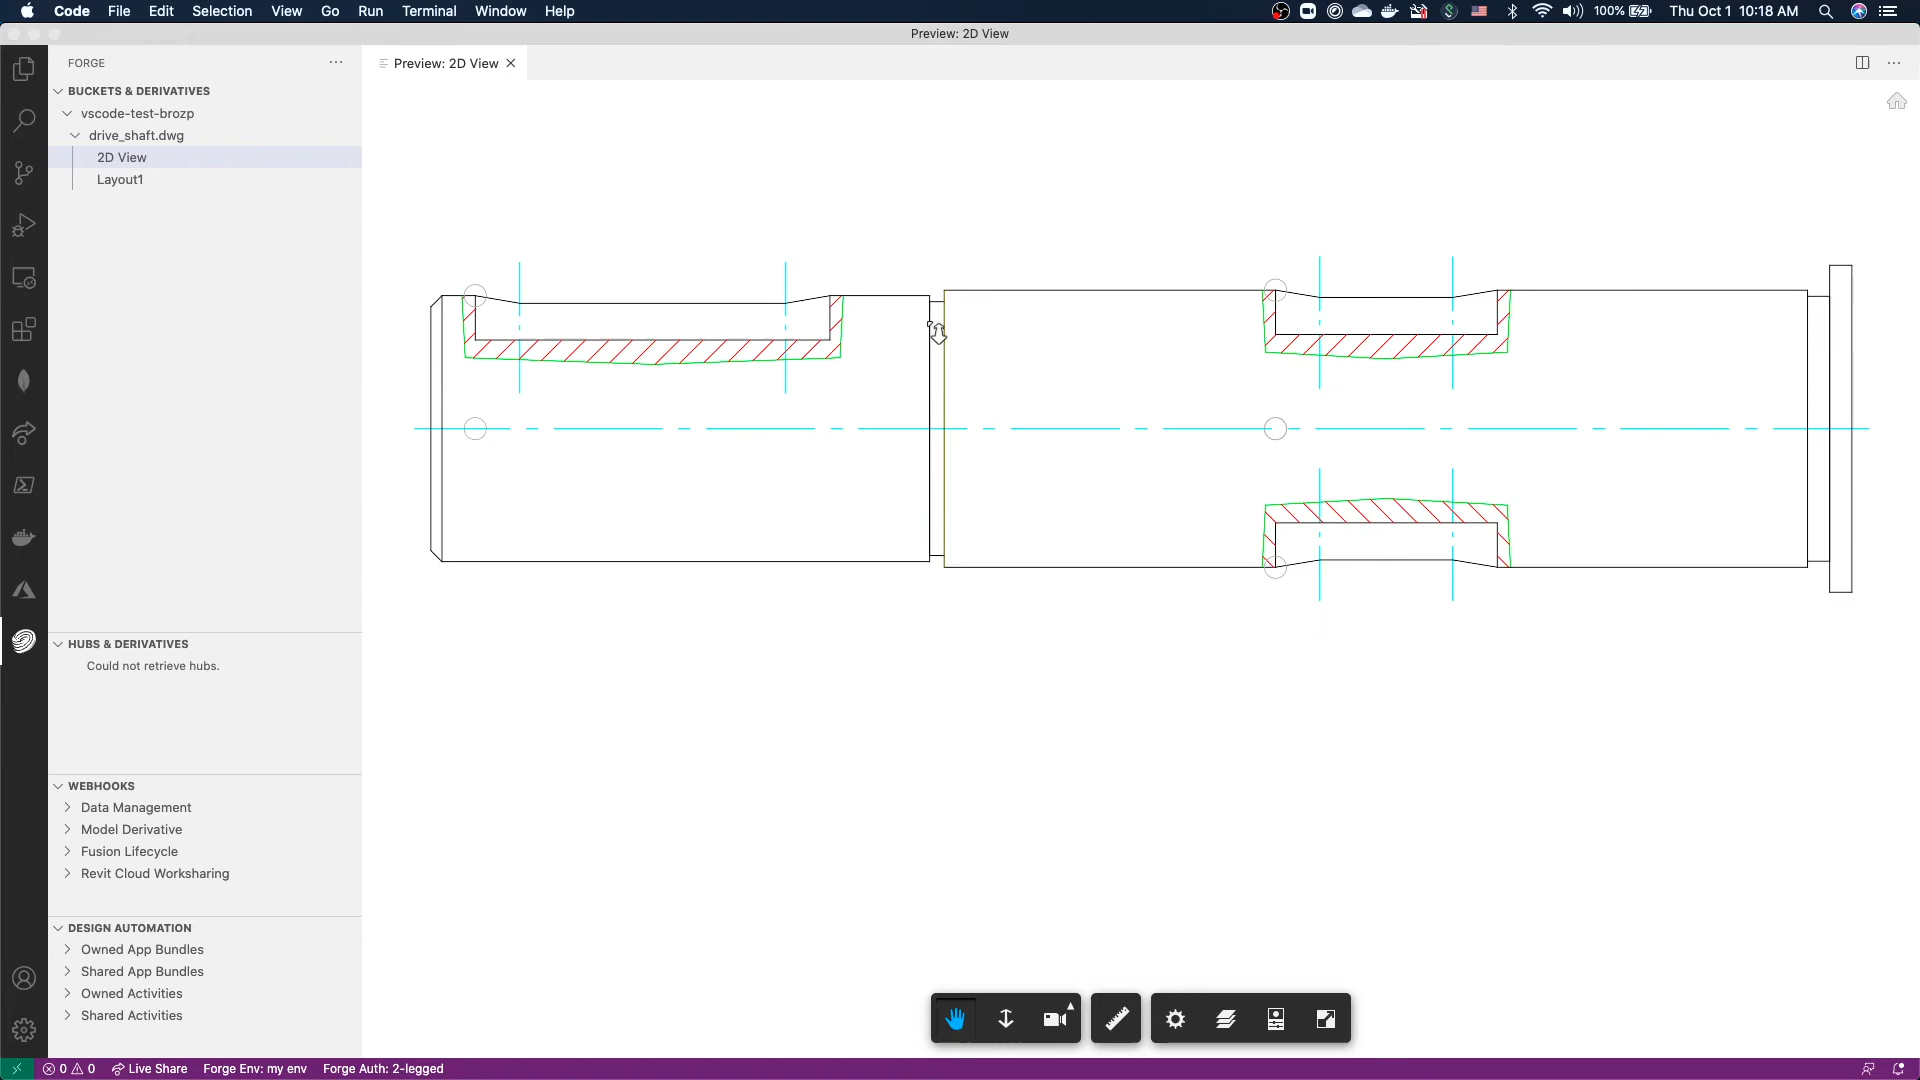 Code File Edit Selection View Go Run Terminal Window Help 100% Thu Oct 1 10:18 AM
Preview: 2D View
FORGE
Preview: 2D View
BUCKETS & DERIVATIVES
vscode-test-brozp
drive_shaft.dwg
2D View
Layout1
HUBS & DERIVATIVES
Could not retrieve hubs.
WEBHOOKS
Data Management
Model Derivative
Fusion Lifecycle
Revit Cloud Worksharing
DESIGN AUTOMATION
Owned App Bundles
Shared App Bundles
Owned Activities
Shared Activities
0 0 Live Share Forge Env: my env Forge Auth: 2-legged